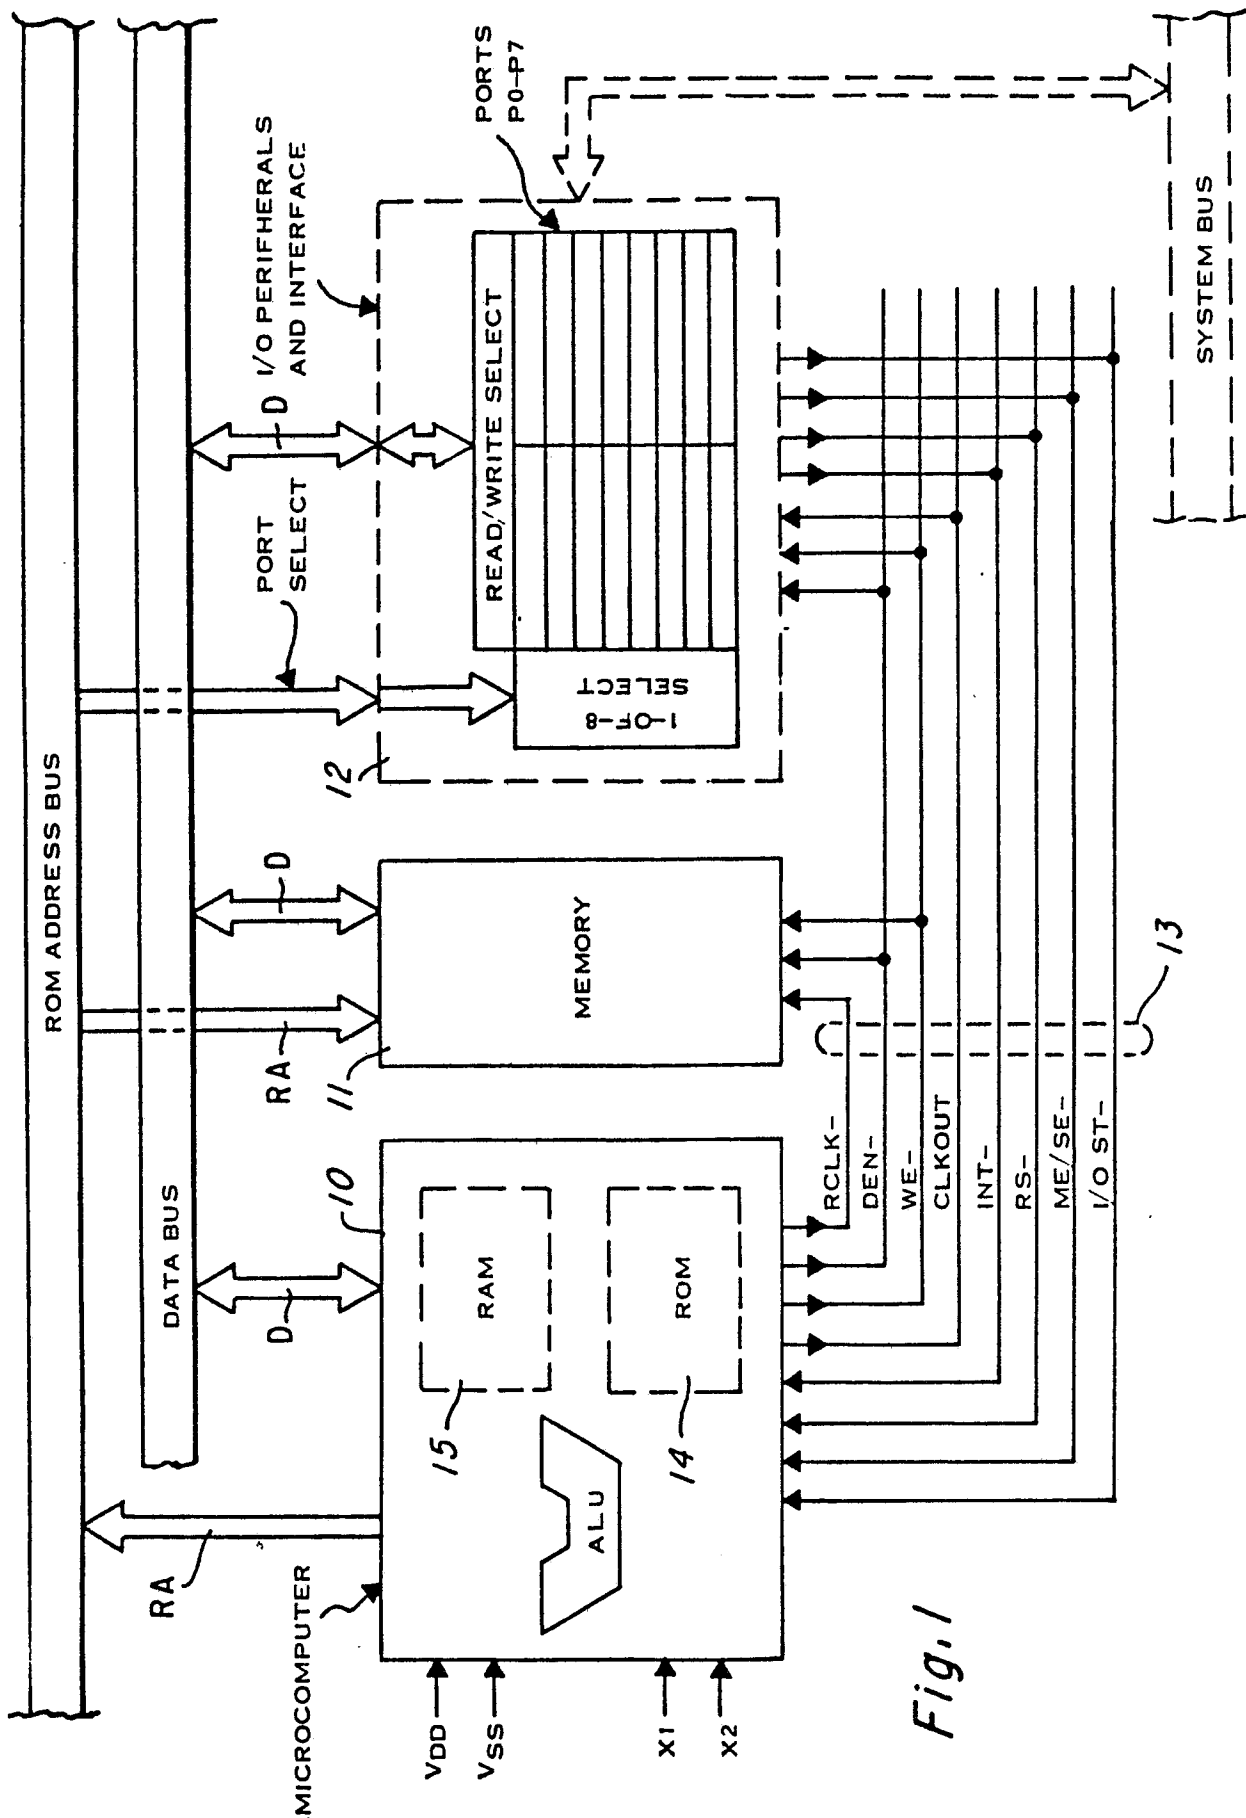 ROM ADDRESS BUS
DATA BUS
RA
D
RA
D
PORT
SELECT
D
I/O PERIFHERALS
AND INTERFACE
PORTS
P0-P7
MICROCOMPUTER
10
11
12
VDD
VSS
X1
X2
15
RAM
ALU
14
ROM
MEMORY
1-OF-8
SELECT
READ/WRITE SELECT
RCLK-
DEN-
WE-
CLKOUT
INT-
RS-
ME/SE-
I/O ST-
13
SYSTEM BUS
Fig.1